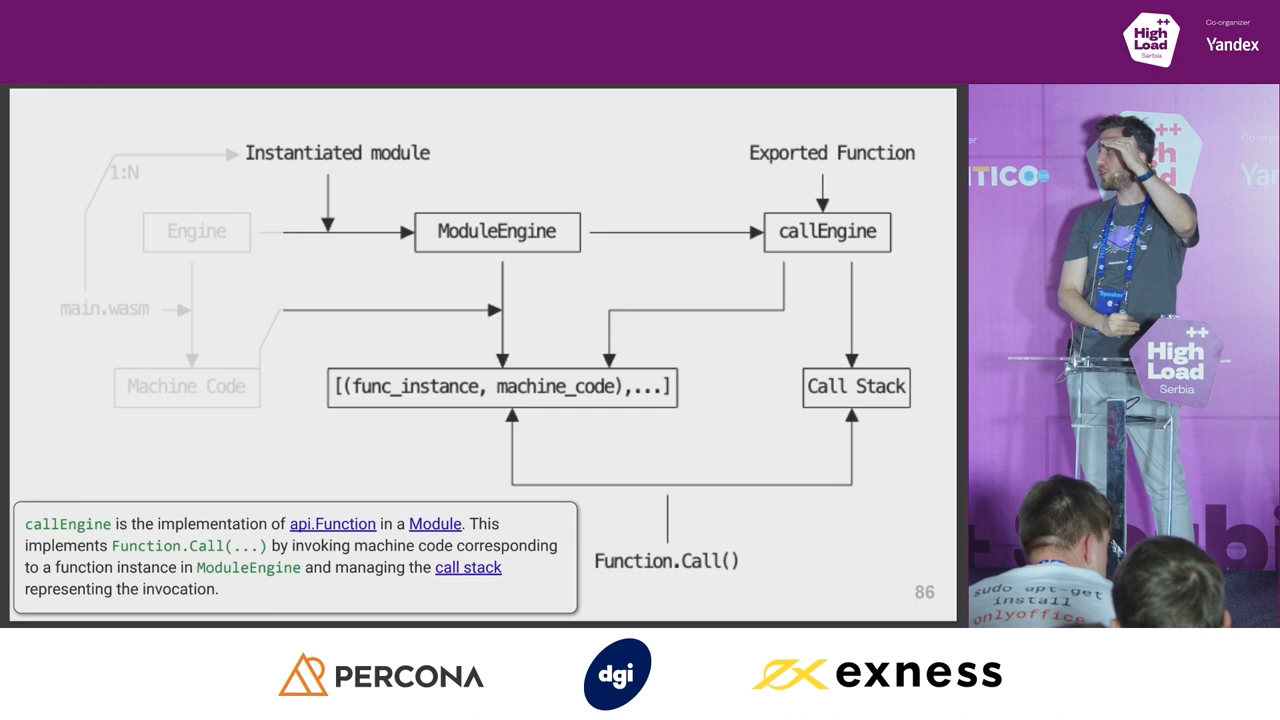 ++
High
Load
Serbia
Co-organizer
Yandex
1:N
Instantiated module
Exported Function
Engine
ModuleEngine
callEngine
main.wasm
Machine Code
[(func_instance, machine_code),...]
Call Stack
callEngine is the implementation of api.Function in a Module. This
implements Function.Call(...) by invoking machine code corresponding
to a function instance in ModuleEngine and managing the call stack
representing the invocation.
Function.Call()
86
TICO
++
High
Load
Serbia
sudo apt-get
install
onlyoffice
PERCONA
dgi
exness